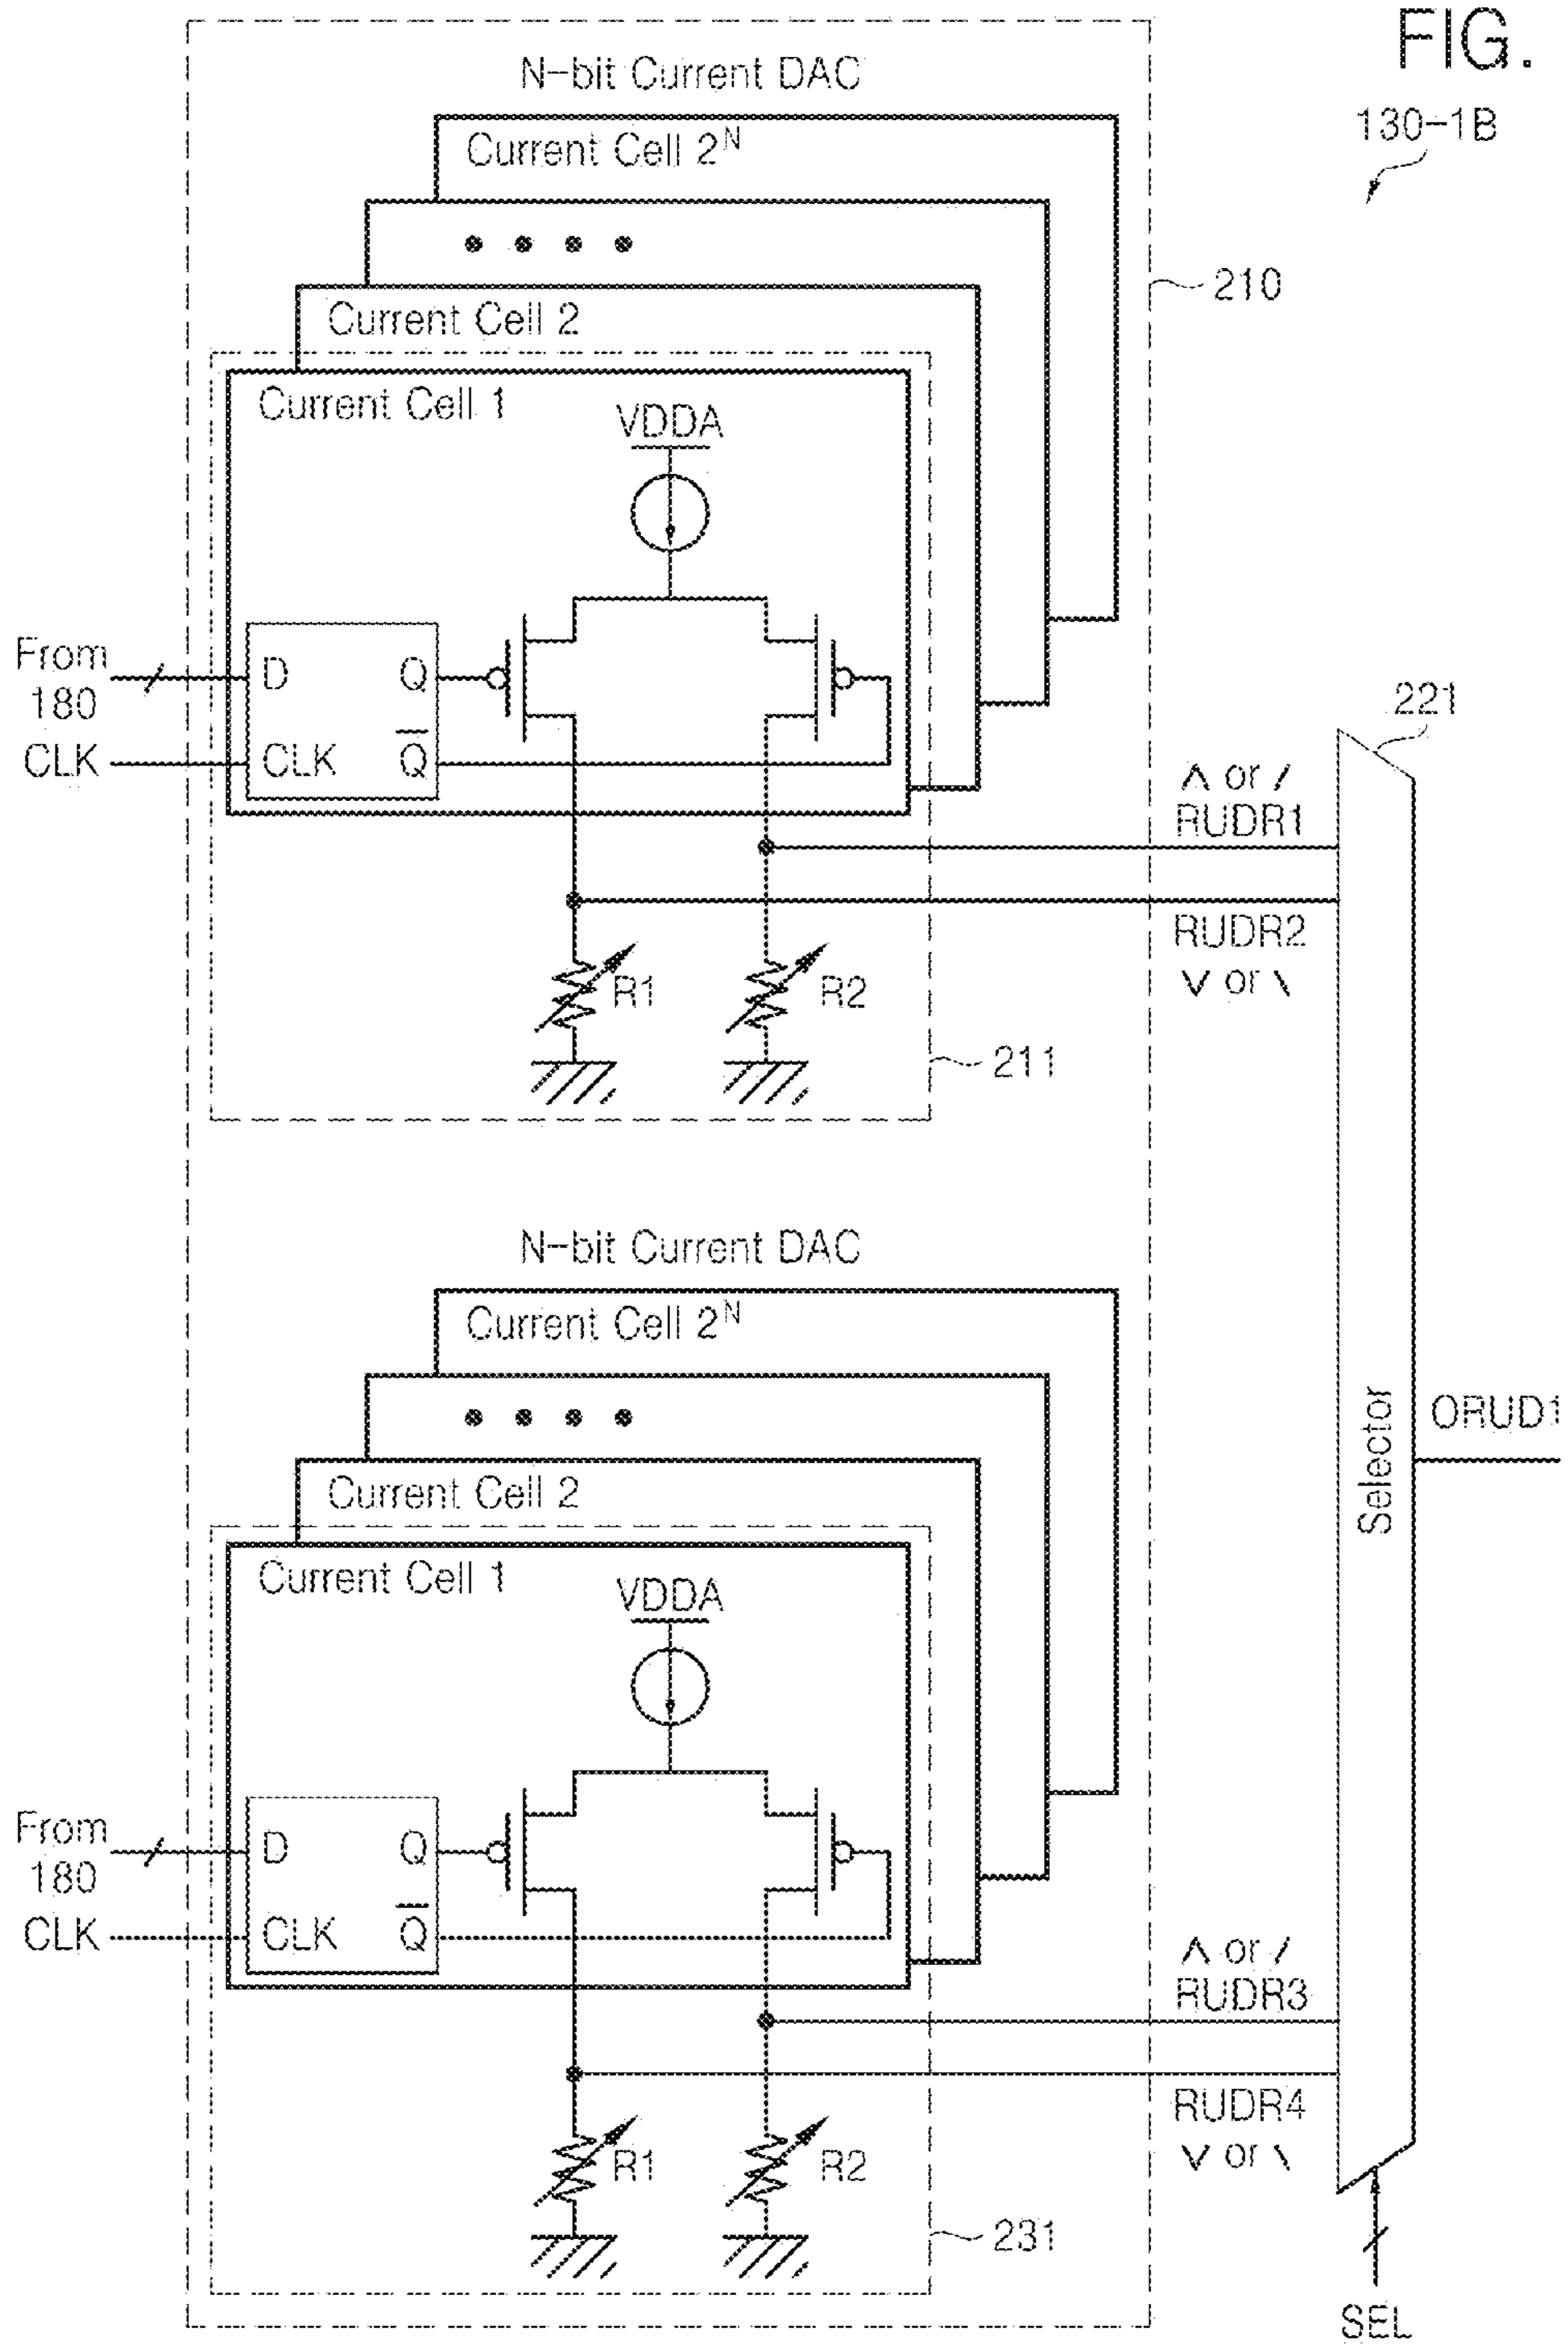 FIG.
130-1B
N-bit Current DAC
Current Cell 2^N
Current Cell 2
210
Current Cell 1
VDDA
From
180
D
Q
CLK
CLK
Q̅
221
∧ or /
RUDR1
RUDR2
∨ or \
R1
R2
211
N-bit Current DAC
Current Cell 2^N
Selector
ORUD1
Current Cell 2
Current Cell 1
VDDA
From
180
D
Q
CLK
CLK
Q̅
∧ or /
RUDR3
RUDR4
∨ or \
R1
R2
231
SEL